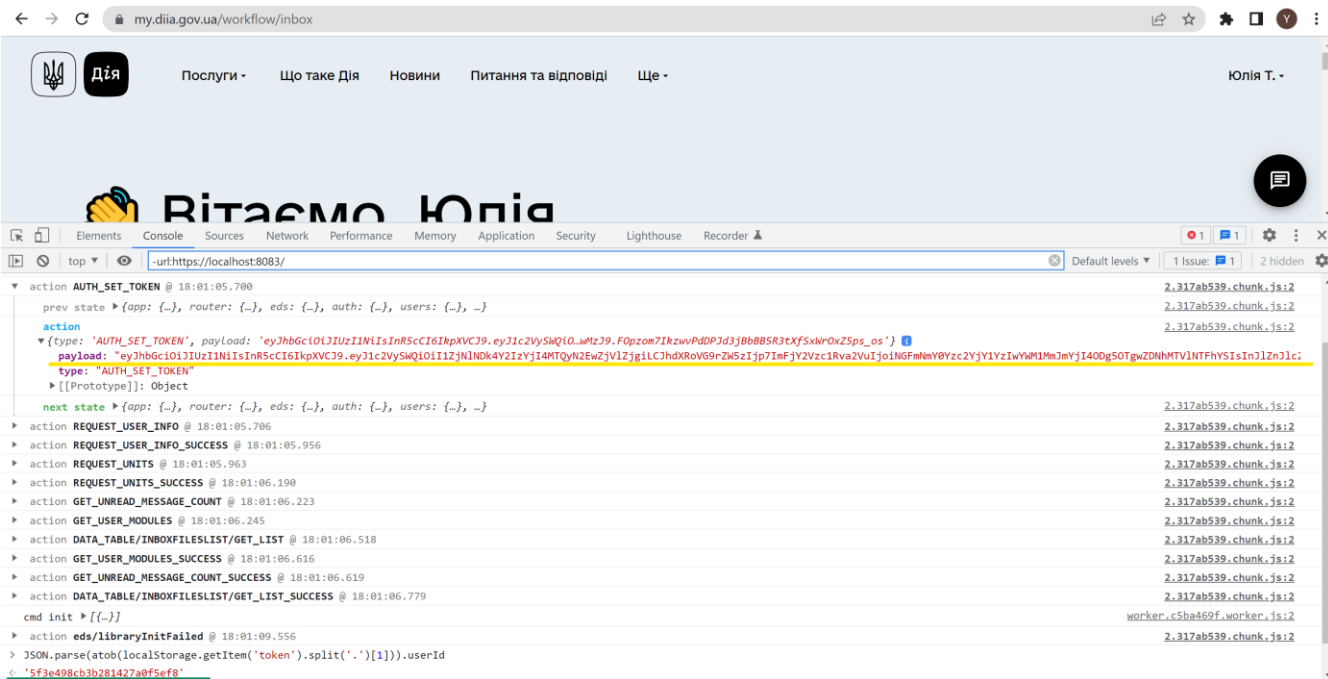 my.diia.gov.ua/workflow/inbox
Y
Дія
Послуги
Що таке Дія
Новини
Питання та відповіді
Ще
Юлія Т.
Вітаємо, Юлія
Elements Console Sources Network Performance Memory Application Security Lighthouse Recorder 1 1
top -url:https://localhost:8083/ Default levels 1 Issue: 1 2 hidden
action AUTH_SET_TOKEN @ 18:01:05.700 2.317ab539.chunk.js:2
prev state {app: {…}, router: {…}, eds: {…}, auth: {…}, users: {…}, …} 2.317ab539.chunk.js:2
action 2.317ab539.chunk.js:2
{type: 'AUTH_SET_TOKEN', payload: 'eyJhbGciOiJIUzI1NiIsInR5cCI6IkpXVCJ9.eyJ1c2VySWQiO…wMzJ9.FOpzom7IkzwvPdDPJd3jBbBB5R3tXfSxWrOxZ5ps_os'}
payload:
type: "AUTH_SET_TOKEN"
[[Prototype]]: Object
next state {app: {…}, router: {…}, eds: {…}, auth: {…}, users: {…}, …} 2.317ab539.chunk.js:2
action REQUEST_USER_INFO @ 18:01:05.706 2.317ab539.chunk.js:2
action REQUEST_USER_INFO_SUCCESS @ 18:01:05.956 2.317ab539.chunk.js:2
action REQUEST_UNITS @ 18:01:05.963 2.317ab539.chunk.js:2
action REQUEST_UNITS_SUCCESS @ 18:01:06.190 2.317ab539.chunk.js:2
action GET_UNREAD_MESSAGE_COUNT @ 18:01:06.223 2.317ab539.chunk.js:2
action GET_USER_MODULES @ 18:01:06.245 2.317ab539.chunk.js:2
action DATA_TABLE/INBOXFILESLIST/GET_LIST @ 18:01:06.518 2.317ab539.chunk.js:2
action GET_USER_MODULES_SUCCESS @ 18:01:06.616 2.317ab539.chunk.js:2
action GET_UNREAD_MESSAGE_COUNT_SUCCESS @ 18:01:06.619 2.317ab539.chunk.js:2
action DATA_TABLE/INBOXFILESLIST/GET_LIST_SUCCESS @ 18:01:06.779 2.317ab539.chunk.js:2
cmd init [{…}] worker.c5ba469f.worker.js:2
action eds/libraryInitFailed @ 18:01:09.556 2.317ab539.chunk.js:2
JSON.parse(atob(localStorage.getItem('token').split('.')[1])).userId
'5f3e498cb3b281427a0f5ef8'